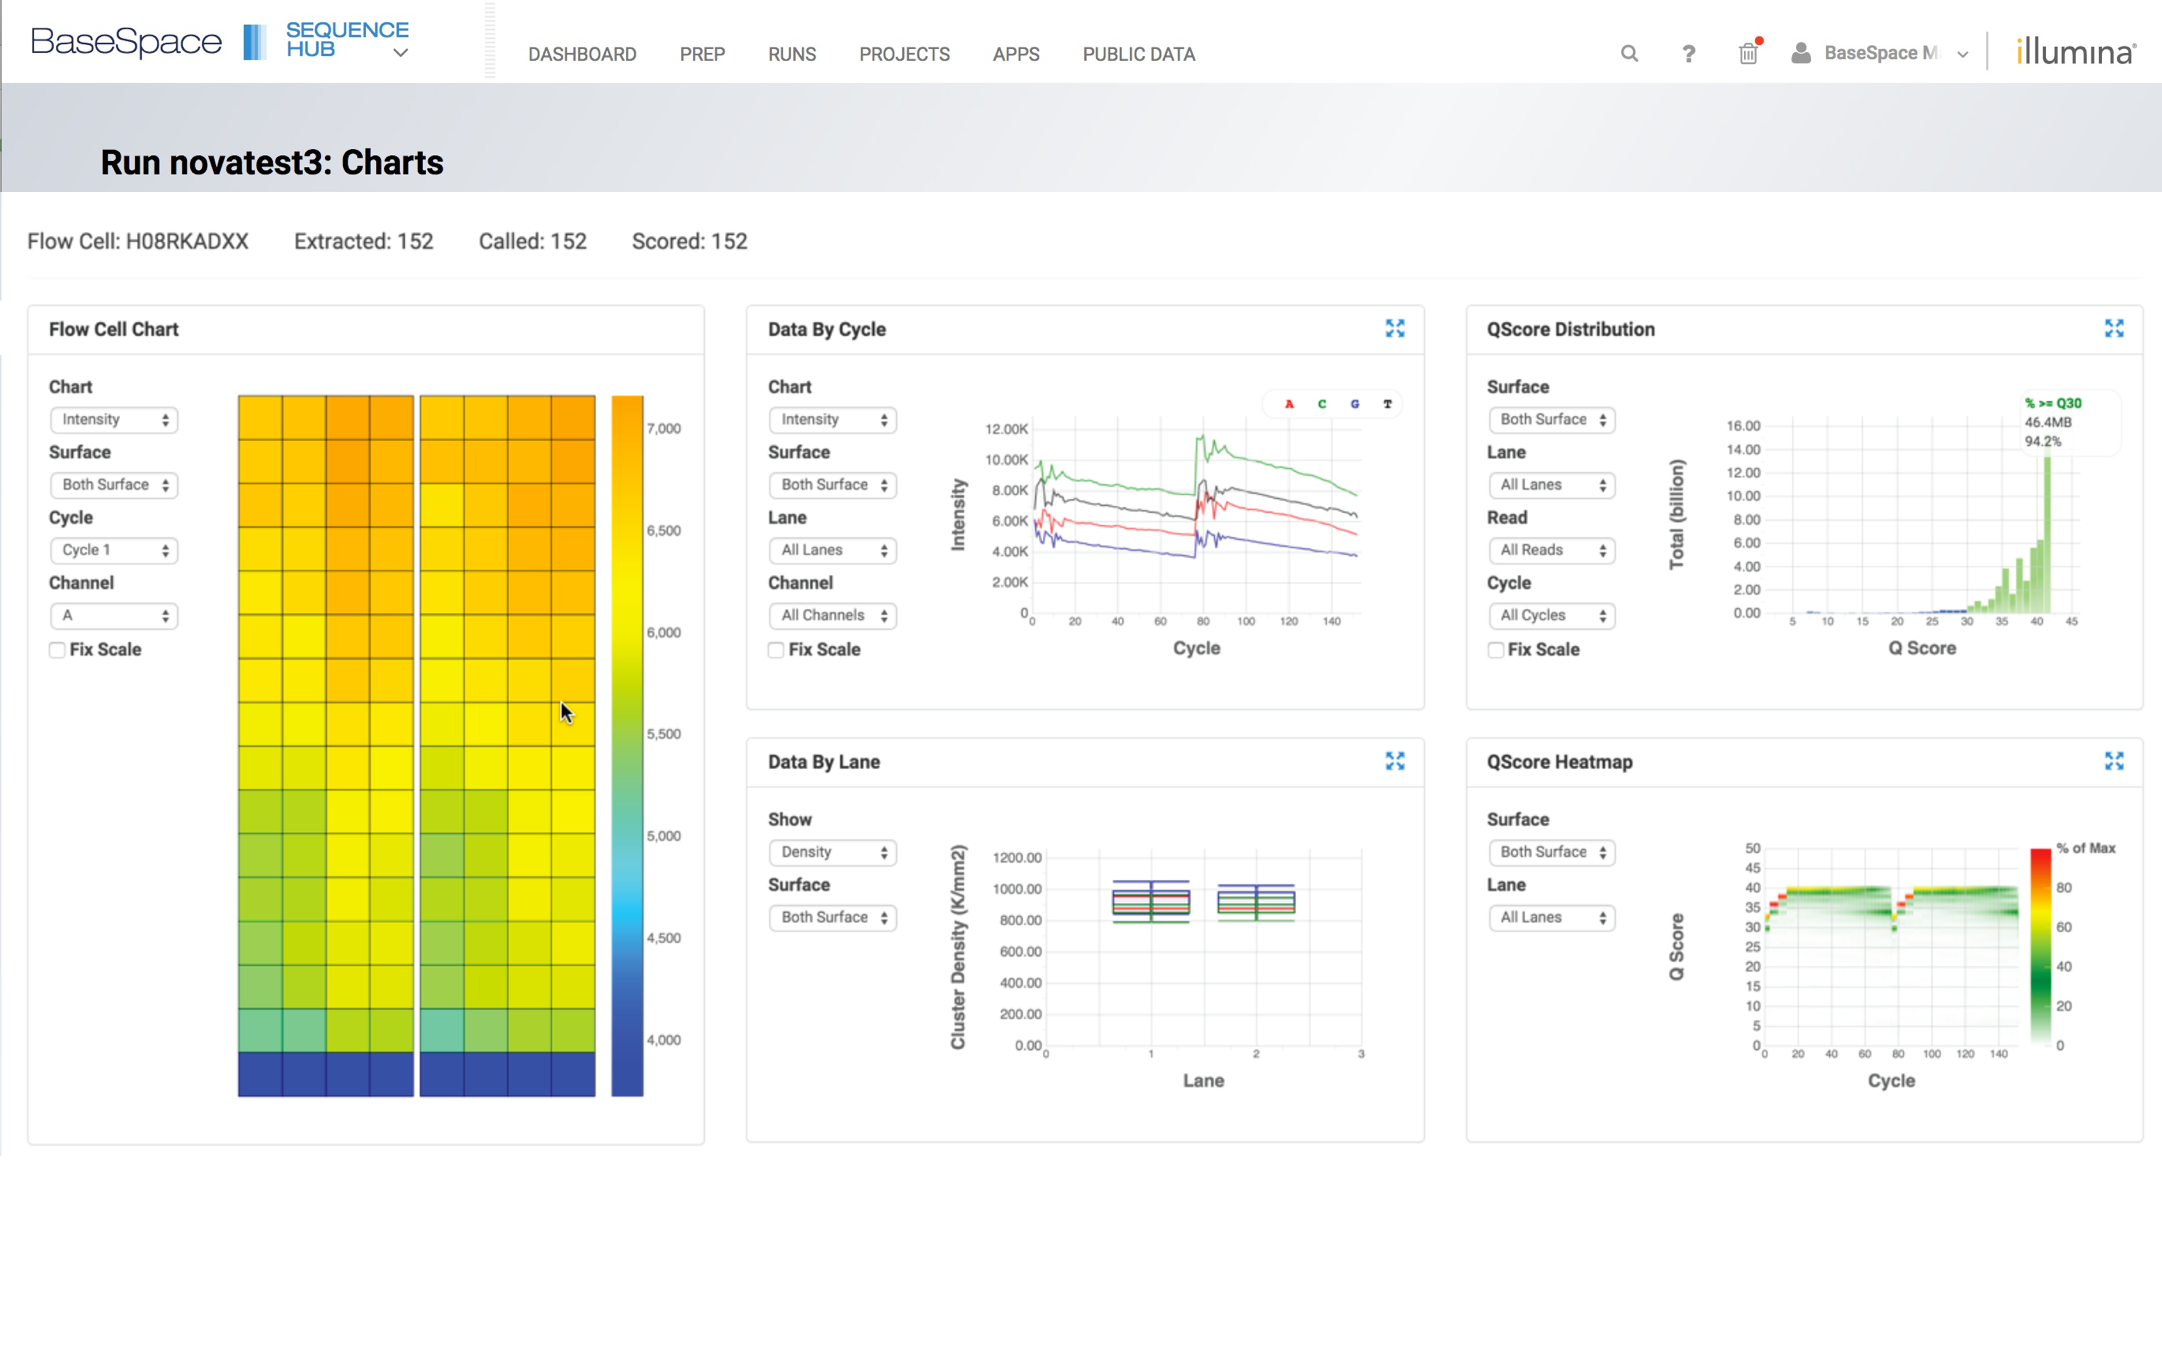 BaseSpace SEQUENCE HUB
DASHBOARD PREP RUNS PROJECTS APPS PUBLIC DATA
? BaseSpace M
illumina
Run novatest3: Charts
Flow Cell: H08RKADXX Extracted: 152 Called: 152 Scored: 152
Flow Cell Chart
Chart
Intensity
Surface
Both Surface
Cycle
Cycle 1
Channel
A
Fix Scale
7,000
6,500
6,000
5,500
5,000
4,500
4,000
Data By Cycle
Chart
Intensity
Surface
Both Surface
Lane
All Lanes
Channel
All Channels
Fix Scale
A C G T
Intensity
12.00K
10.00K
8.00K
6.00K
4.00K
2.00K
0
0 20 40 60 80 100 120 140
Cycle
QScore Distribution
Surface
Both Surface
Lane
All Lanes
Read
All Reads
Cycle
All Cycles
Fix Scale
% >= Q30
46.4MB
94.2%
Total (billion)
16.00
14.00
12.00
10.00
8.00
6.00
4.00
2.00
0.00
5 10 15 20 25 30 35 40 45
Q Score
Data By Lane
Show
Density
Surface
Both Surface
Cluster Density (K/mm2)
1200.00
1000.00
800.00
600.00
400.00
200.00
0.00
0 1 2 3
Lane
QScore Heatmap
Surface
Both Surface
Lane
All Lanes
Q Score
50
45
40
35
30
25
20
15
10
5
0
0 20 40 60 80 100 120 140
Cycle
% of Max
80
60
40
20
0